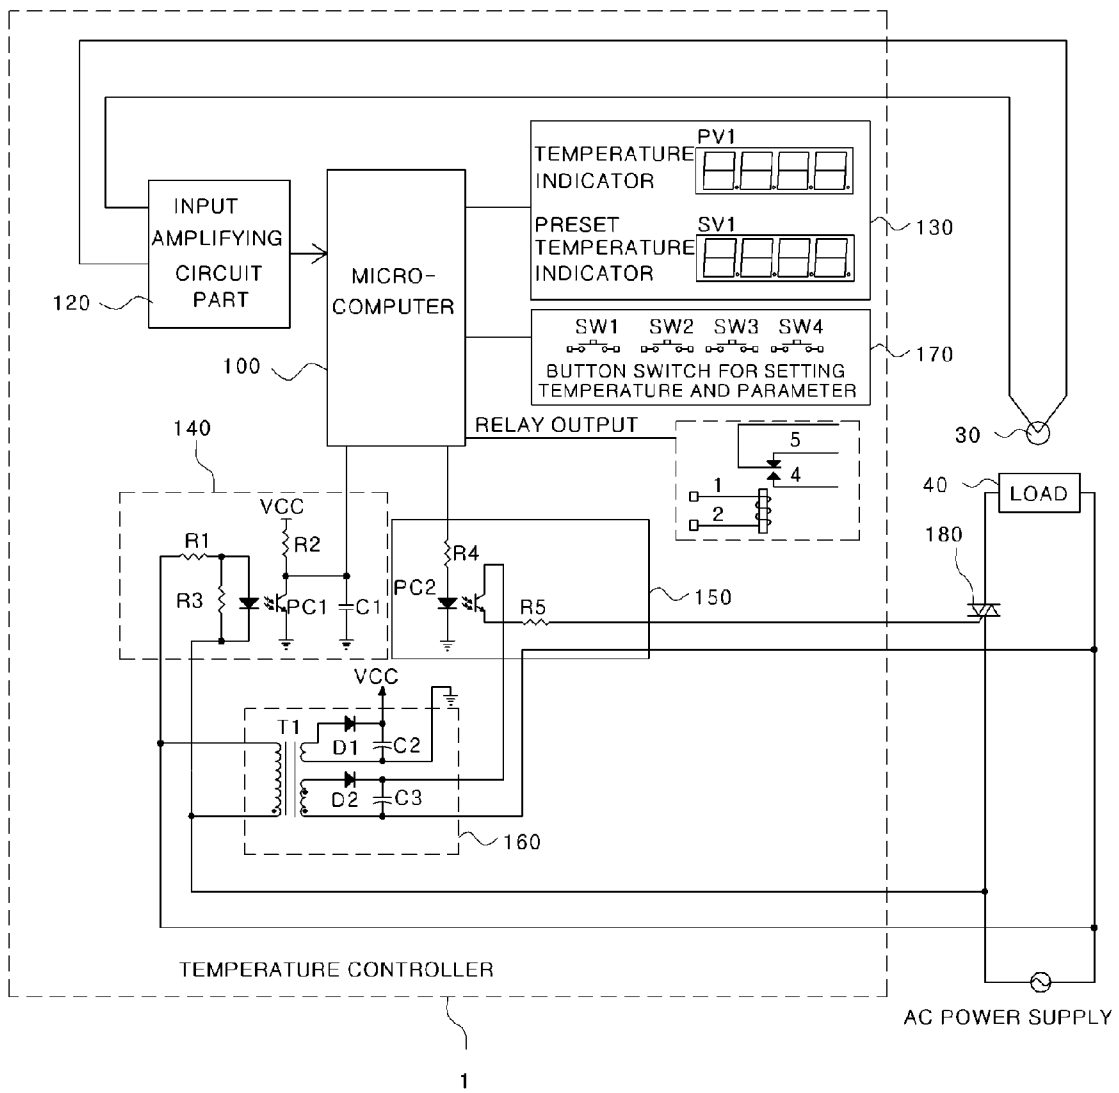 PV1
TEMPERATURE
INDICATOR
INPUT
AMPLIFYING
CIRCUIT
PART
120
PRESET
SV1
TEMPERATURE
INDICATOR
130
MICRO-
COMPUTER
100
SW1 SW2 SW3 SW4
BUTTON SWITCH FOR SETTING
TEMPERATURE AND PARAMETER
170
RELAY OUTPUT
5
4
1
2
30
40
LOAD
180
140
VCC
R1
R2
R3
PC1
C1
R4
PC2
R5
150
VCC
T1
D1
C2
D2
C3
160
TEMPERATURE CONTROLLER
AC POWER SUPPLY
1